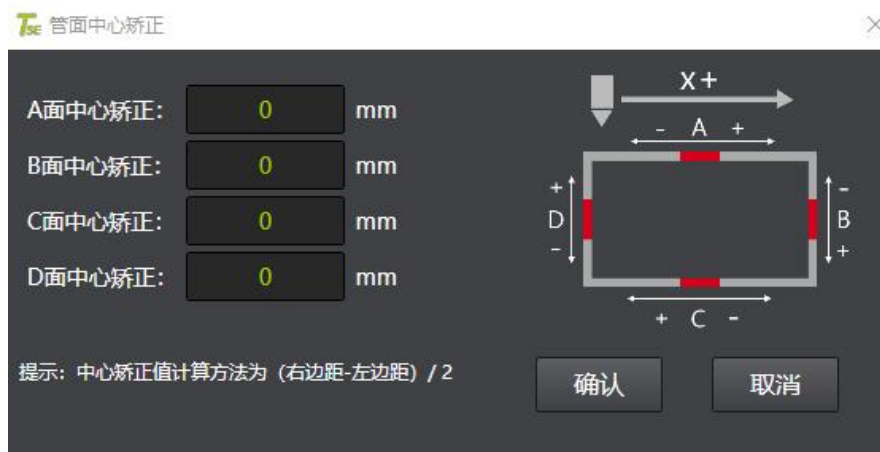 TSE 管面中心矫正
A面中心矫正: 0 mm
B面中心矫正: 0 mm
C面中心矫正: 0 mm
D面中心矫正: 0 mm
提示: 中心矫正值计算方法为 (右边距-左边距) / 2
X+
- A +
+ D -
- B +
+ C -
确认
取消